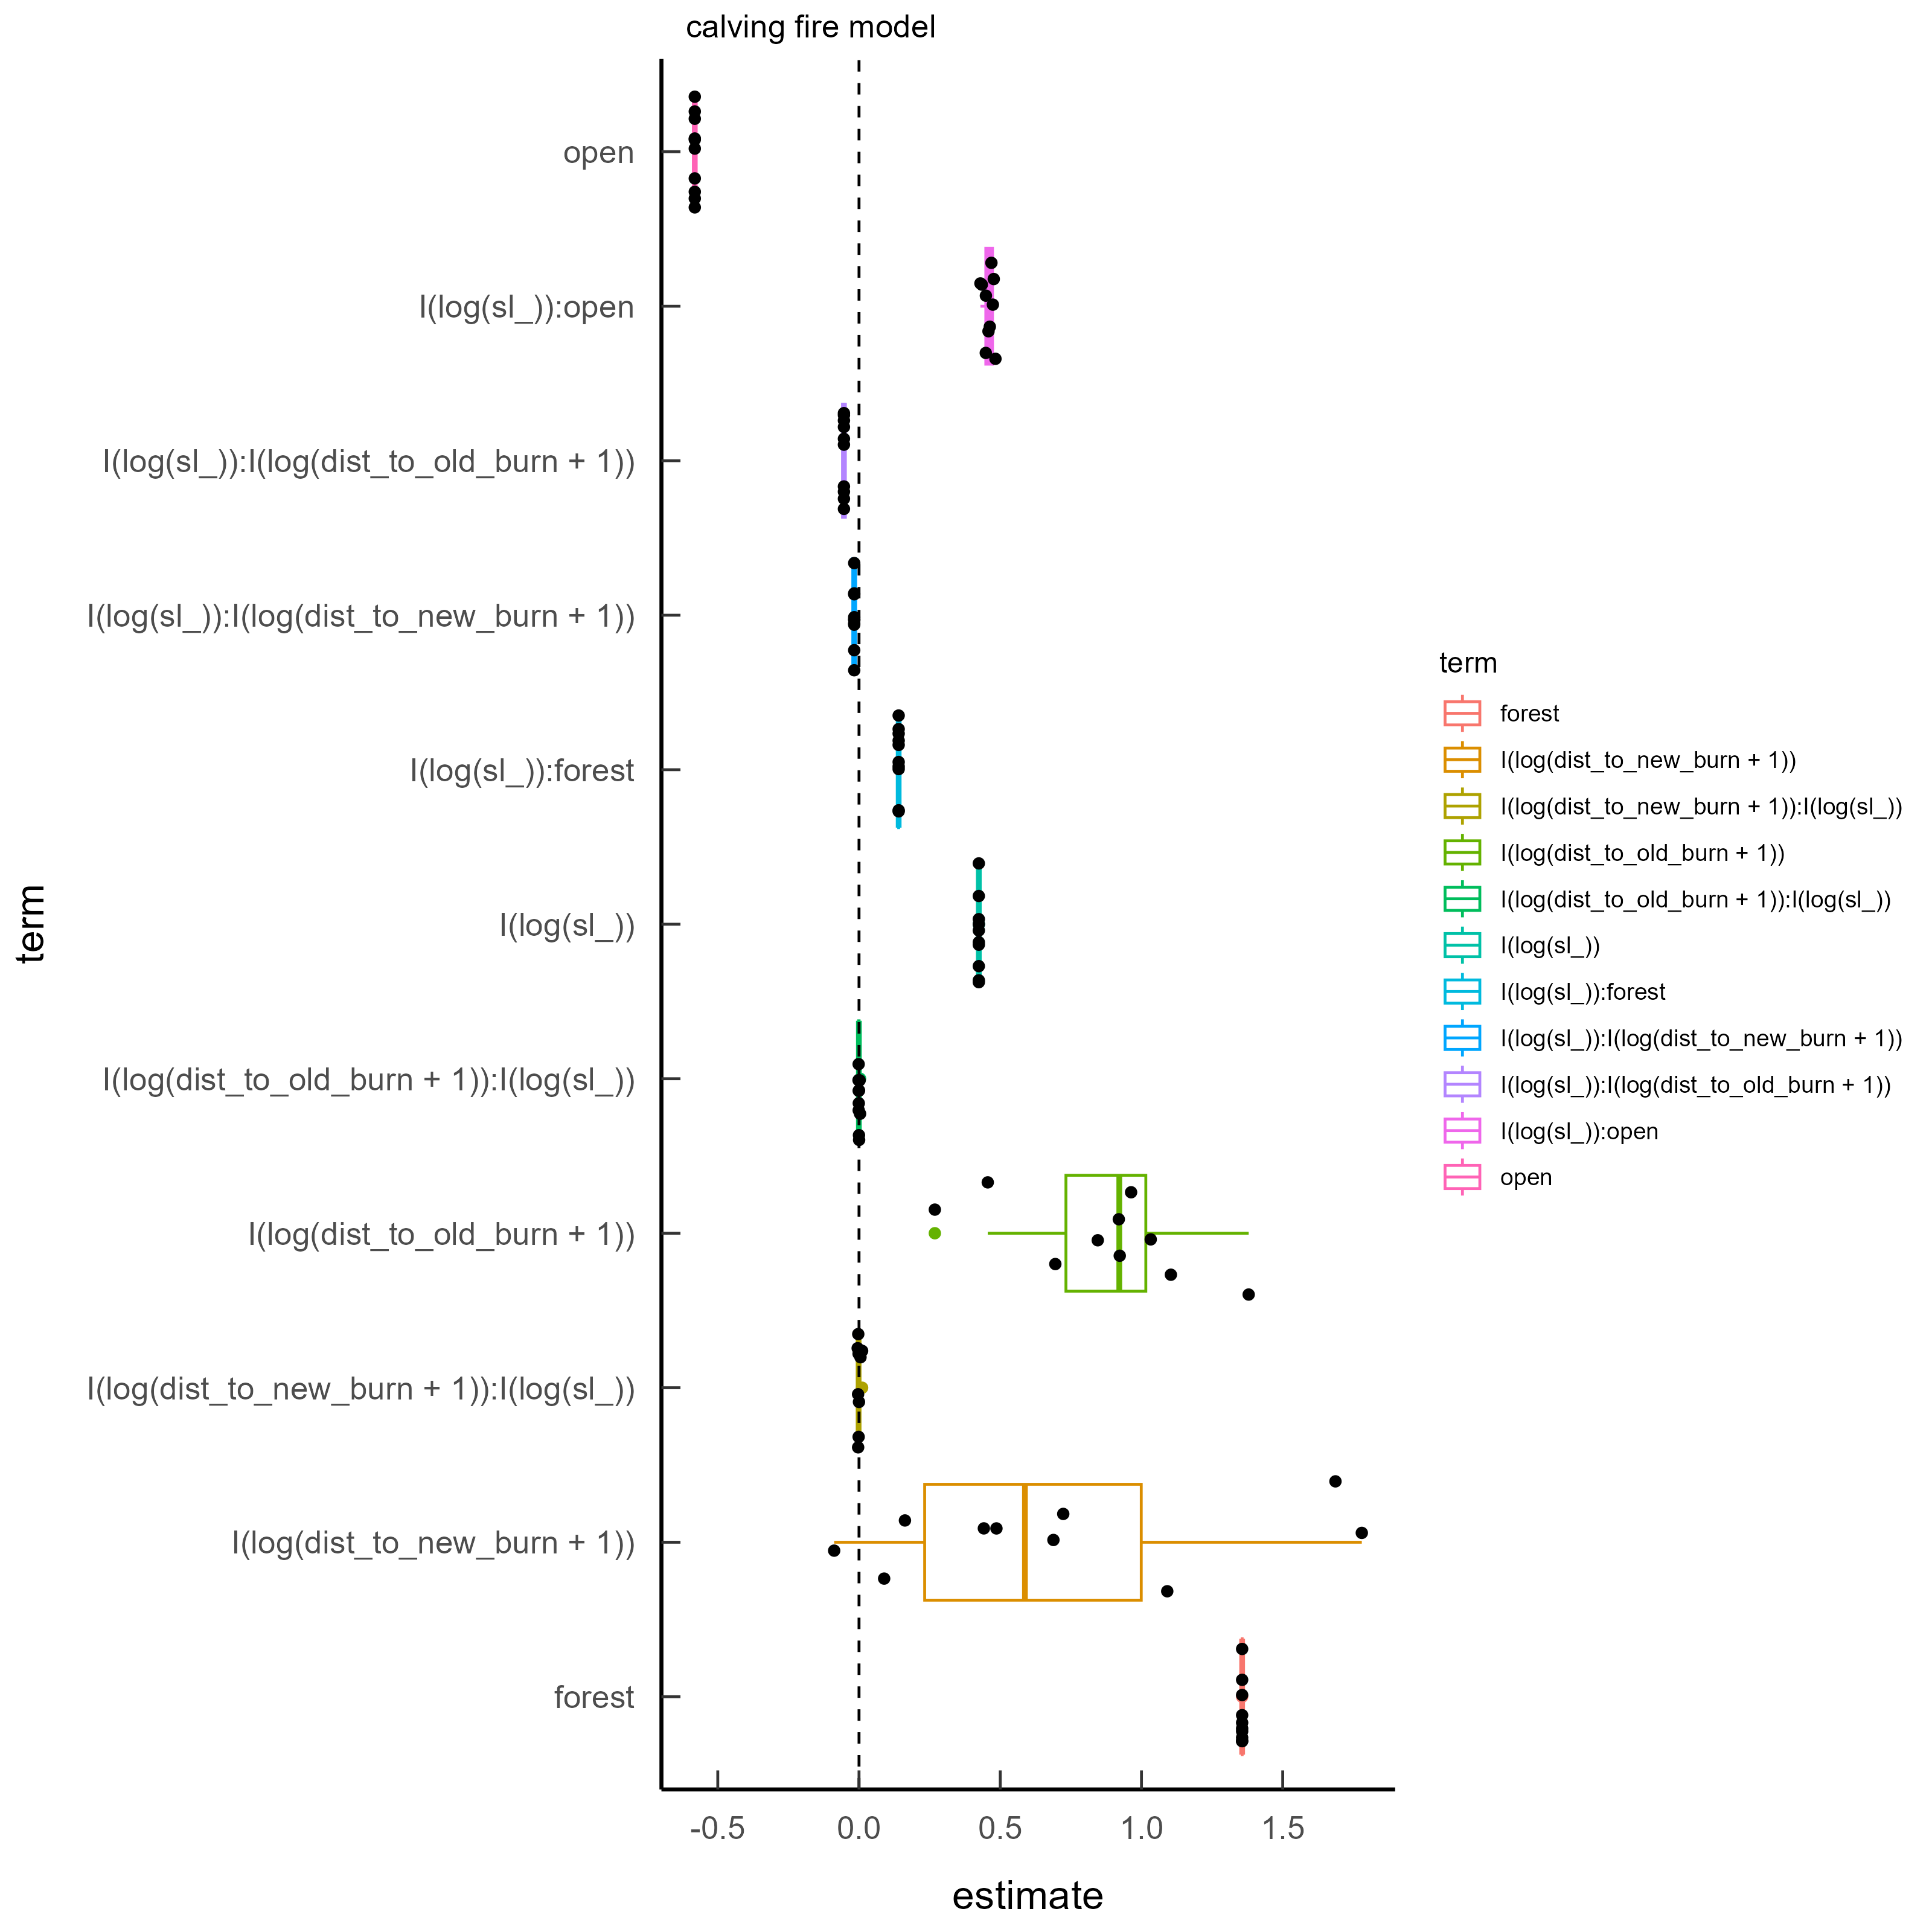 calving fire model
open
I(log(sl_)):open
I(log(sl_)):I(log(dist_to_old_burn + 1))
I(log(sl_)):I(log(dist_to_new_burn + 1))
I(log(sl_)):forest
I(log(sl_))
I(log(dist_to_old_burn + 1)):I(log(sl_))
I(log(dist_to_old_burn + 1))
I(log(dist_to_new_burn + 1)):I(log(sl_))
I(log(dist_to_new_burn + 1))
forest
term
-0.5 0.0 0.5 1.0 1.5
estimate
term
forest
I(log(dist_to_new_burn + 1))
I(log(dist_to_new_burn + 1)):I(log(sl_))
I(log(dist_to_old_burn + 1))
I(log(dist_to_old_burn + 1)):I(log(sl_))
I(log(sl_))
I(log(sl_)):forest
I(log(sl_)):I(log(dist_to_new_burn + 1))
I(log(sl_)):I(log(dist_to_old_burn + 1))
I(log(sl_)):open
open